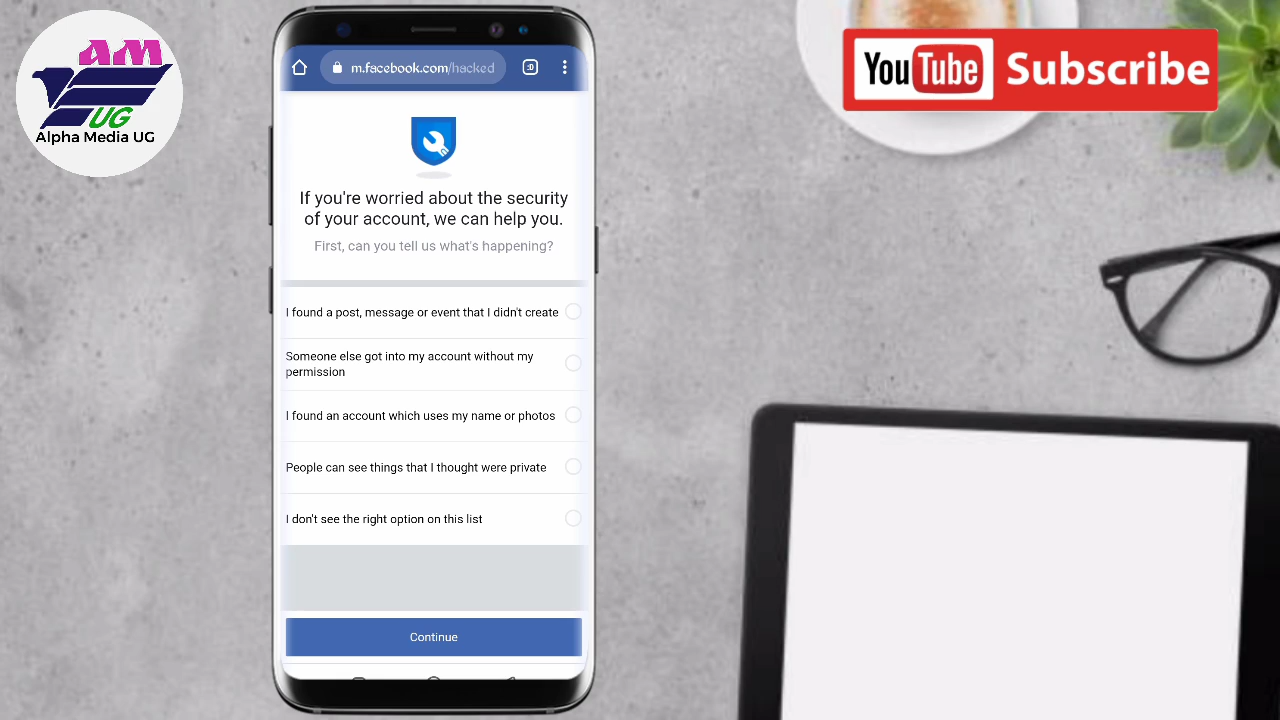 AM
UG
Alpha Media UG
YouTube Subscribe
m.facebook.com/hacked
:D
If you're worried about the security
of your account, we can help you.
First, can you tell us what's happening?
I found a post, message or event that I didn't create
Someone else got into my account without my
permission
I found an account which uses my name or photos
People can see things that I thought were private
I don't see the right option on this list
Continue